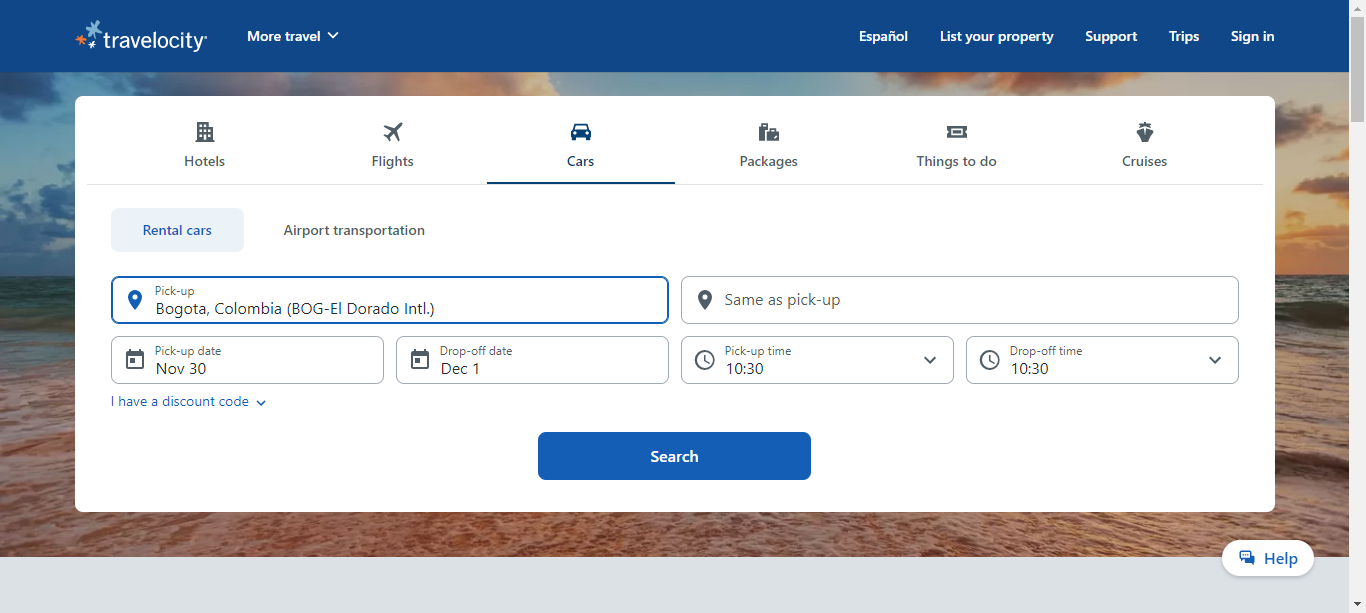 travelocity
More travel
Español
List your property
Support
Trips
Sign in
Hotels
Flights
Cars
Packages
Things to do
Cruises
Rental cars
Airport transportation
Pick-up
Bogota, Colombia (BOG-El Dorado Intl.)
Same as pick-up
Pick-up date
Nov 30
Drop-off date
Dec 1
Pick-up time
10:30
Drop-off time
10:30
I have a discount code
Search
Help